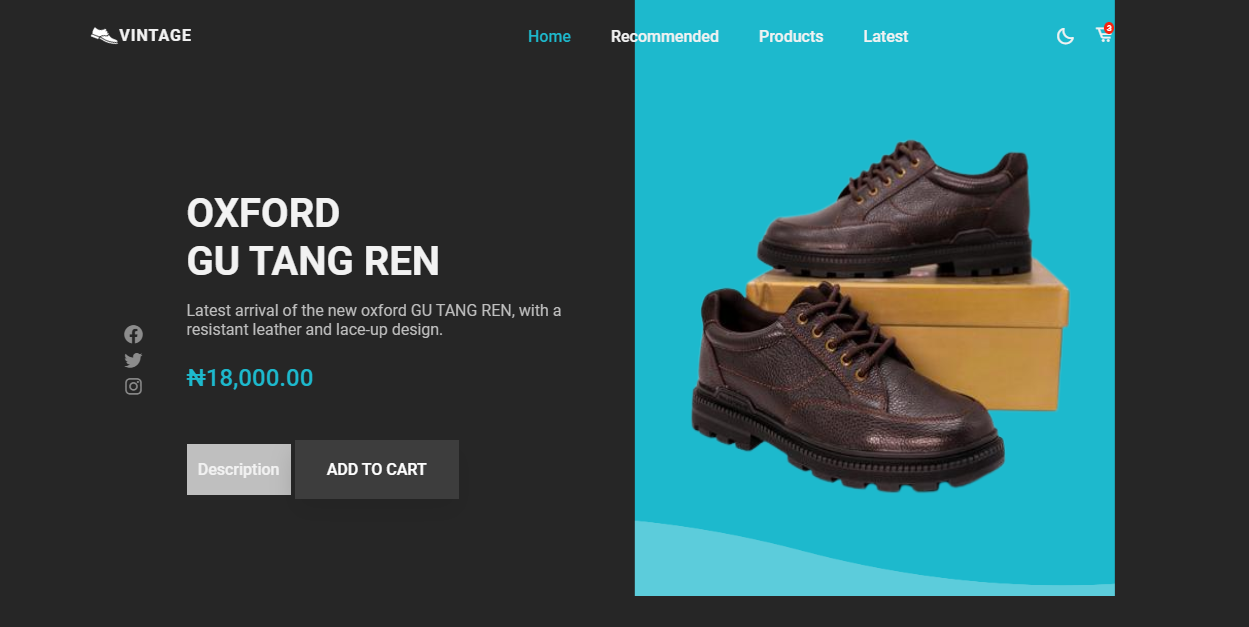 VINTAGE
Home Recommended Products Latest
3
OXFORD
GU TANG REN
Latest arrival of the new oxford GU TANG REN, with a
resistant leather and lace-up design.
₦18,000.00
Description ADD TO CART